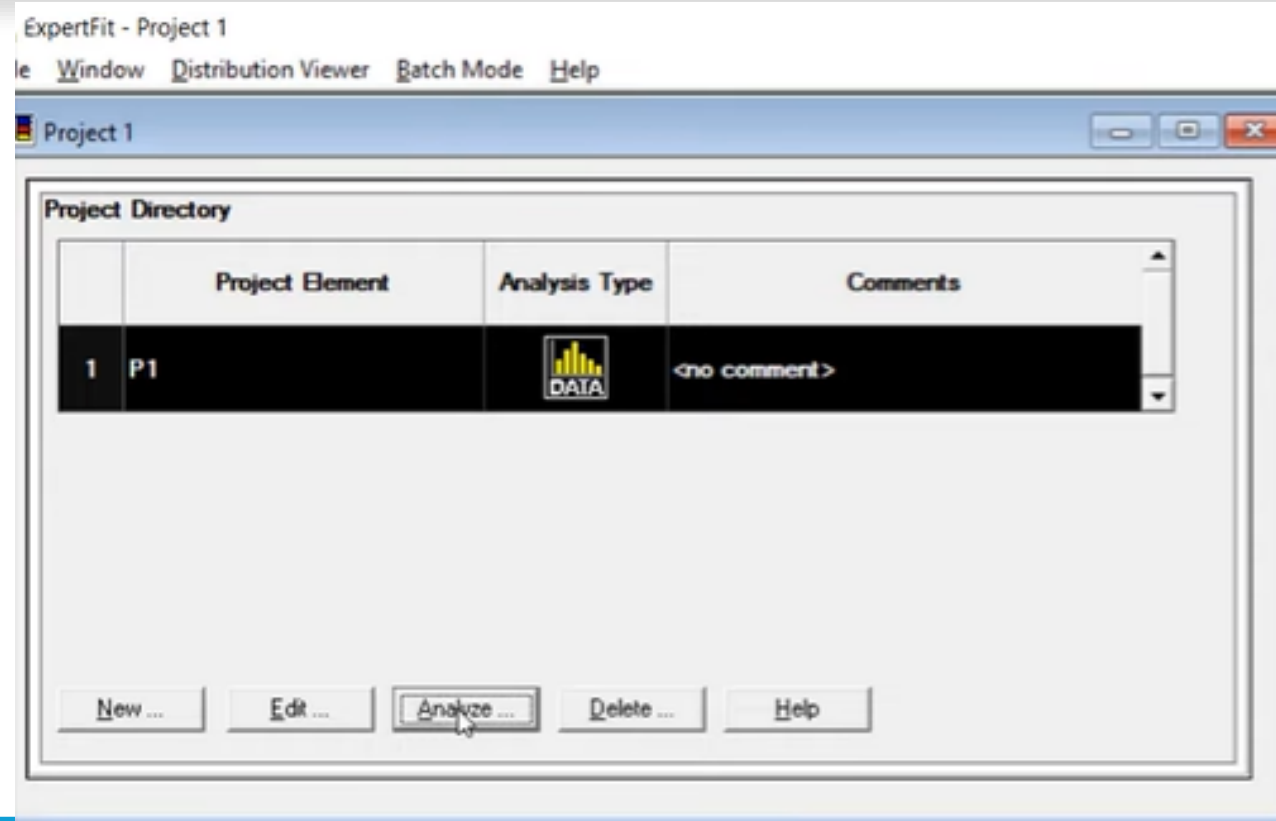 ExpertFit - Project 1
le Window Distribution Viewer Batch Mode Help
Project 1
Project Directory
Project Element Analysis Type Comments
1 P1 DATA <no comment>
New ... Edit ... Analyze ... Delete ... Help